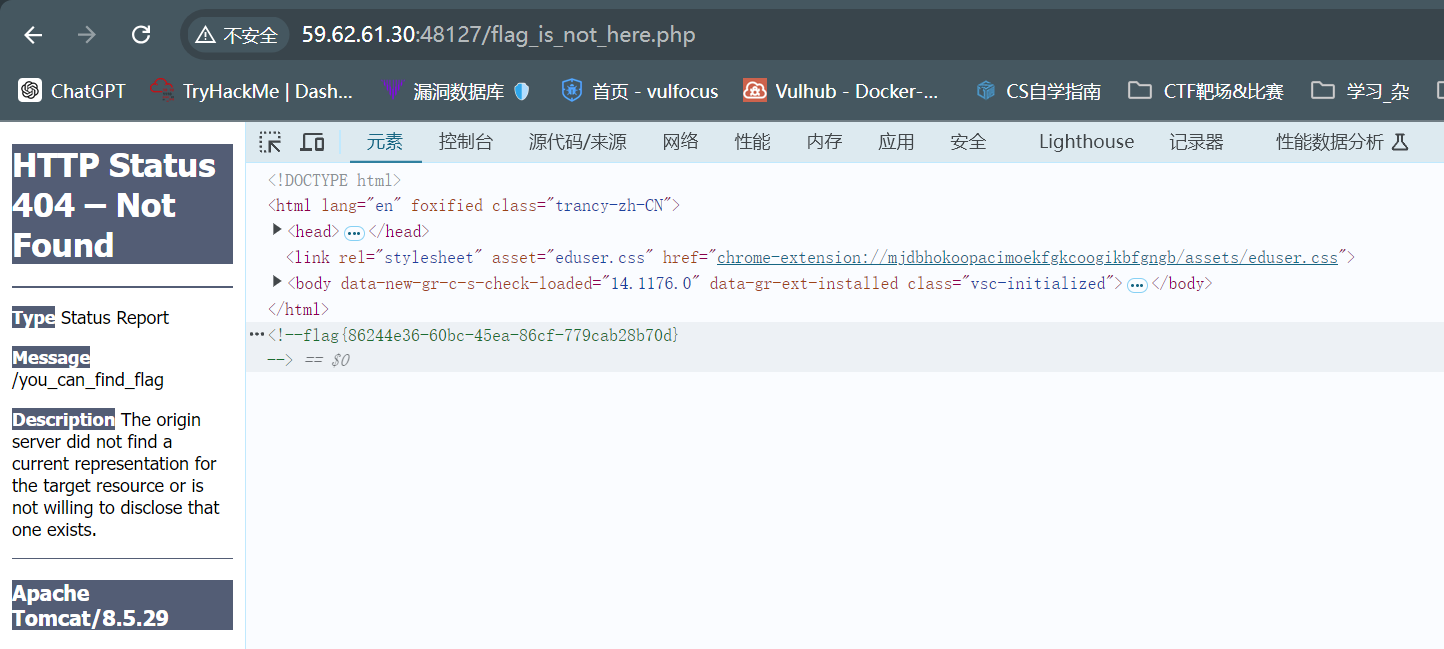 不安全 59.62.61.30:48127/flag_is_not_here.php
ChatGPT TryHackMe | Dash... 漏洞数据库 首页 - vulfocus Vulhub - Docker-... CS自学指南 CTF靶场&比赛 学习_杂
HTTP Status
404 – Not
Found
Type Status Report
Message
/you_can_find_flag
Description The origin
server did not find a
current representation for
the target resource or is
not willing to disclose that
one exists.
Apache
Tomcat/8.5.29
元素 控制台 源代码/来源 网络 性能 内存 应用 安全 Lighthouse 记录器 性能数据分析
<!DOCTYPE html>
<html lang="en" foxified class="trancy-zh-CN">
<head> ... </head>
<link rel="stylesheet" asset="eduser.css" href="chrome-extension://mjdbhokoopacimoekfgkcoogikbfgngb/assets/eduser.css">
<body data-new-gr-c-s-check-loaded="14.1176.0" data-gr-ext-installed class="vsc-initialized"> ... </body>
</html>
...<!--flag{86244e36-60bc-45ea-86cf-779cab28b70d}
--> == $0